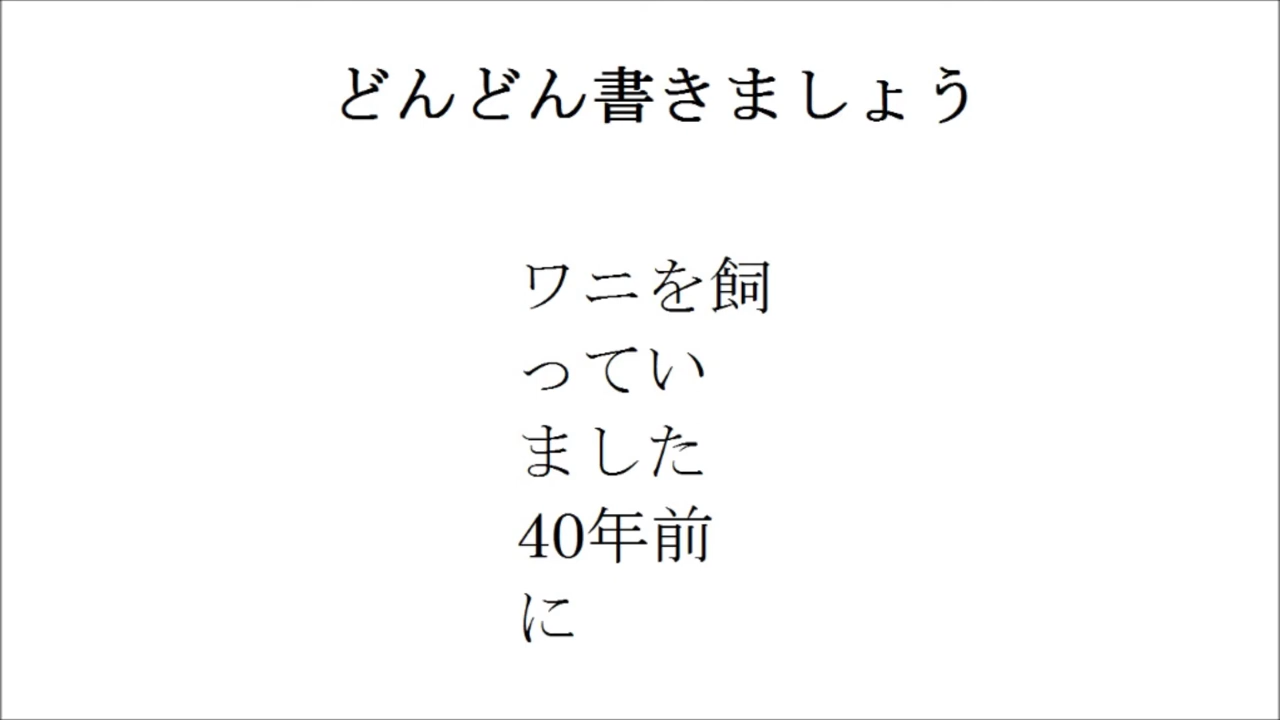 どんどん書きましょう
ワニを飼
ってい
ました
40年前
に